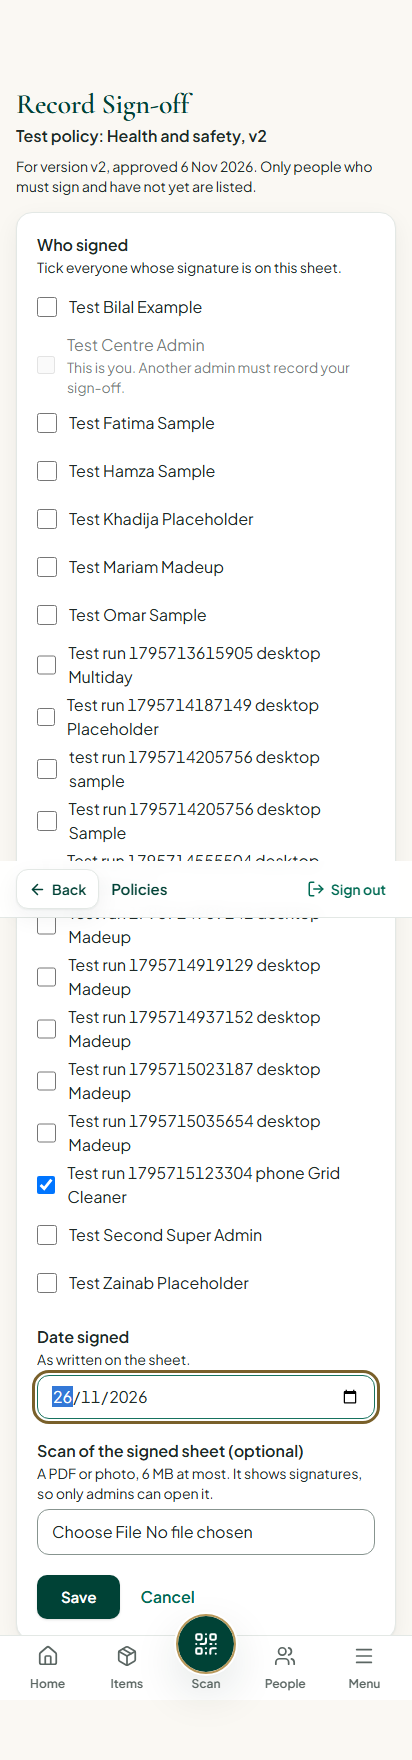 Record Sign-off
Test policy: Health and safety, v2
For version v2, approved 6 Nov 2026. Only people who
must sign and have not yet are listed.
Who signed
Tick everyone whose signature is on this sheet.
Test Bilal Example
Test Centre Admin
This is you. Another admin must record your
sign-off.
Test Fatima Sample
Test Hamza Sample
Test Khadija Placeholder
Test Mariam Madeup
Test Omar Sample
Test run 1795713615905 desktop
Multiday
Test run 1795714187149 desktop
Placeholder
test run 1795714205756 desktop
sample
Test run 1795714205756 desktop
Sample
Back
Policies
Sign out
Madeup
Test run 1795714919129 desktop
Madeup
Test run 1795714937152 desktop
Madeup
Test run 1795715023187 desktop
Madeup
Test run 1795715035654 desktop
Madeup
Test run 1795715123304 phone Grid
Cleaner
Test Second Super Admin
Test Zainab Placeholder
Date signed
As written on the sheet.
26/11/2026
Scan of the signed sheet (optional)
A PDF or photo, 6 MB at most. It shows signatures,
so only admins can open it.
Choose File No file chosen
Save
Cancel
Home
Items
Scan
People
Menu